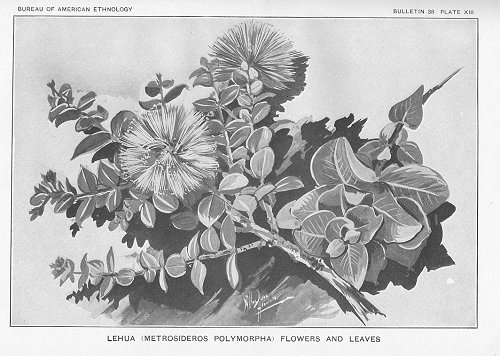 BUREAU OF AMERICAN ETHNOLOGY
BULLETIN 38 PLATE XIII
LEHUA (METROSIDEROS POLYMORPHA) FLOWERS AND LEAVES